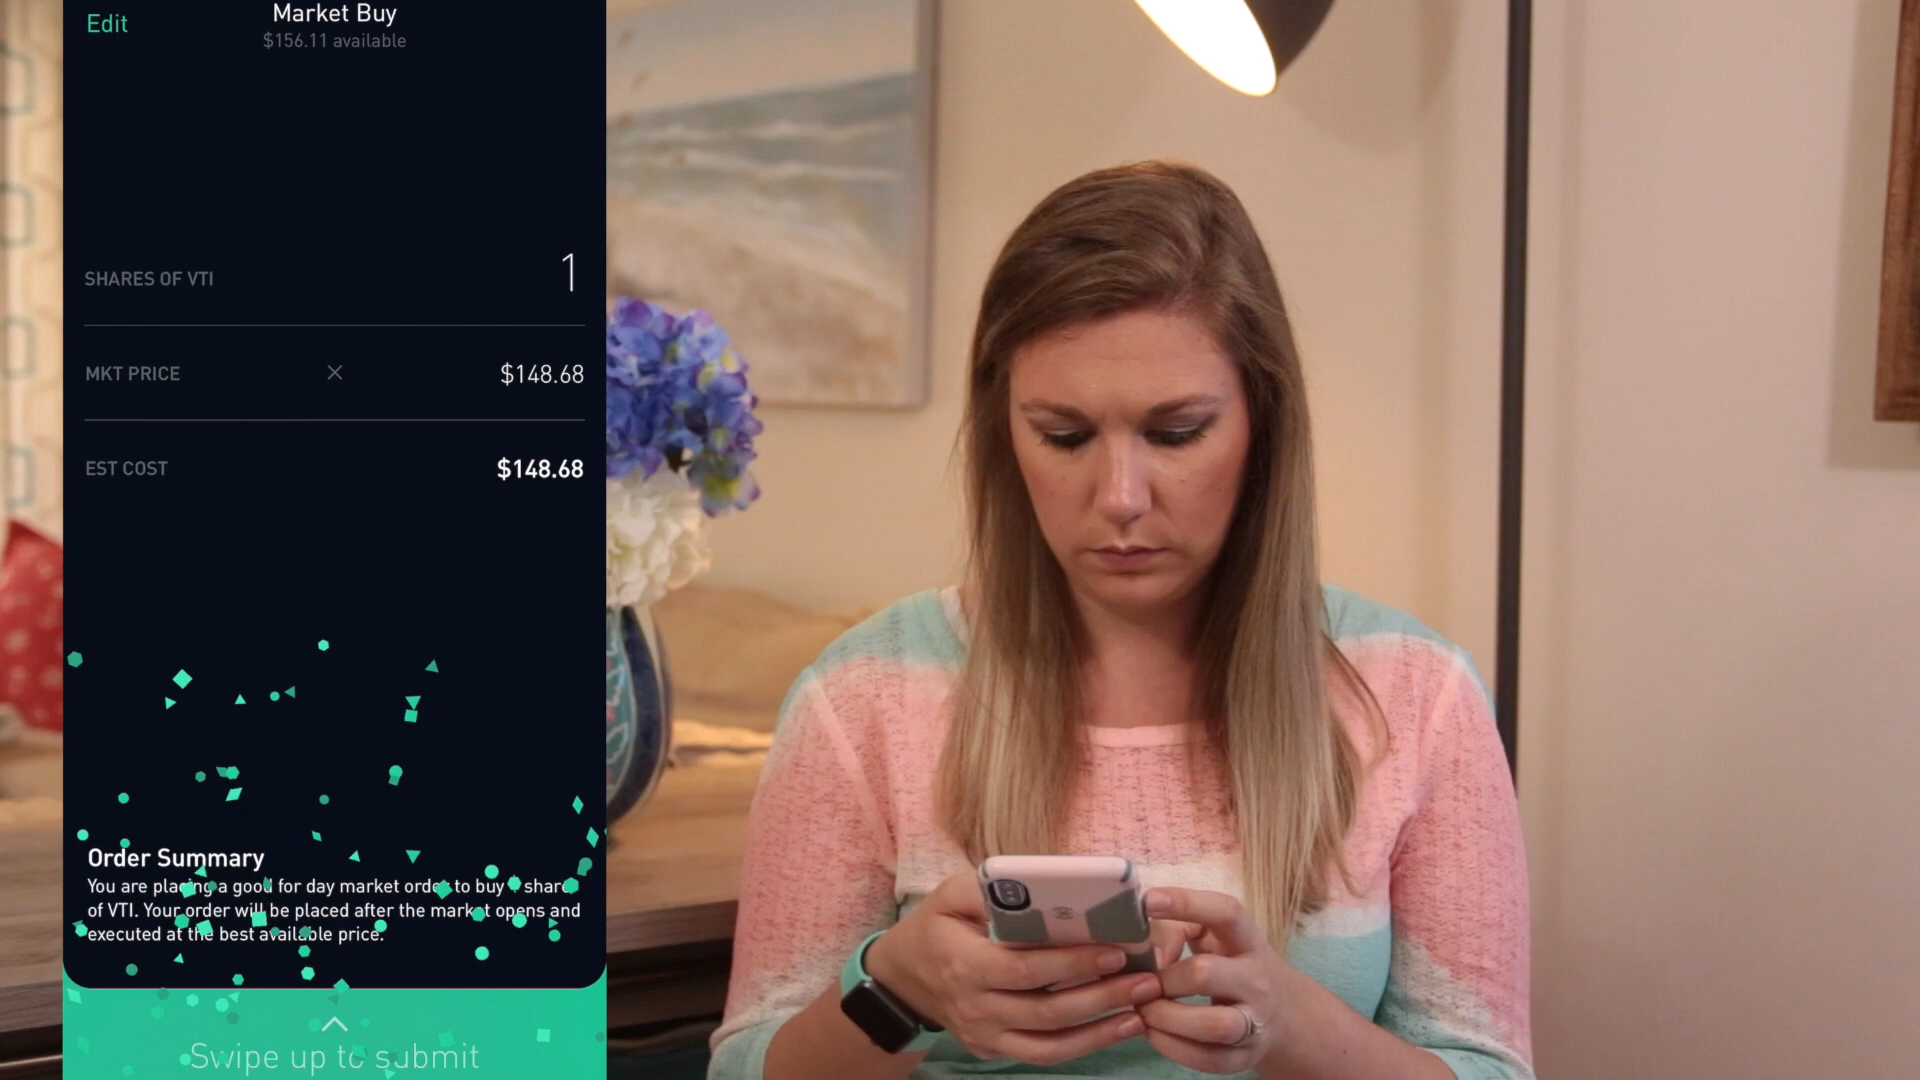 Edit
Market Buy
$156.11 available
SHARES OF VTI
1
MKT PRICE
×
$148.68
EST COST
$148.68
Order Summary
You are placing a good for day market order to buy 1 share
of VTI. Your order will be placed after the market opens and
executed at the best available price.
Swipe up to submit